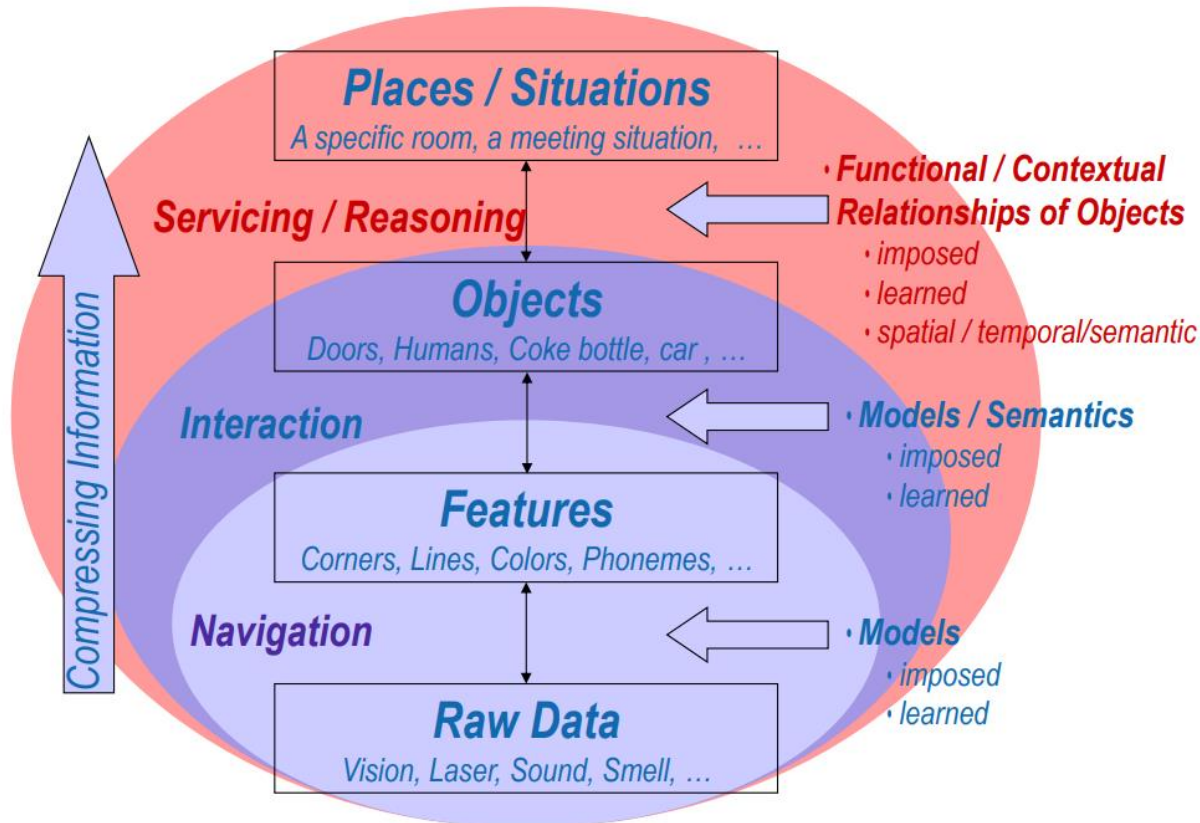 Places / Situations
A specific room, a meeting situation, …
Servicing / Reasoning
• Functional / Contextual
Relationships of Objects
• imposed
• learned
• spatial / temporal/semantic
Objects
Doors, Humans, Coke bottle, car , …
Interaction
• Models / Semantics
• imposed
• learned
Features
Corners, Lines, Colors, Phonemes, …
Navigation
• Models
• imposed
• learned
Raw Data
Vision, Laser, Sound, Smell, …
Compressing Information